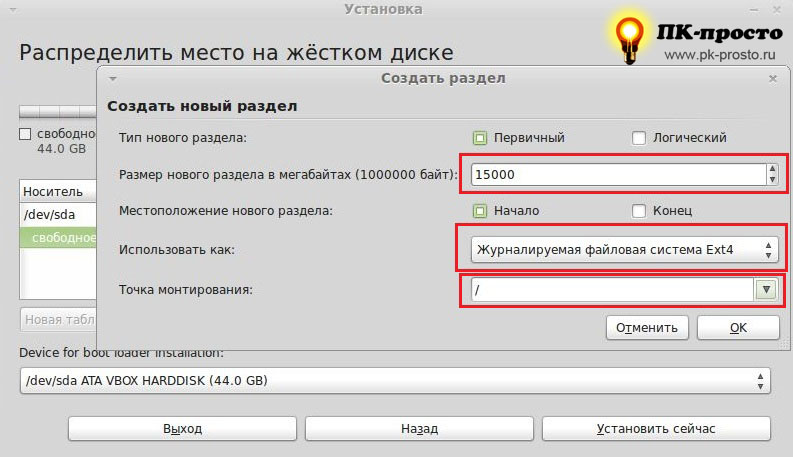 Установка
ПК-просто
www.pk-prosto.ru
Распределить место на жёстком диске
Создать раздел
Создать новый раздел
свободное
44.0 GB
Тип нового раздела: Первичный Логический
Размер нового раздела в мегабайтах (1000000 байт): 15000
Носитель
/dev/sda
свободное
Местоположение нового раздела: Начало Конец
Использовать как: Журналируемая файловая система Ext4
Точка монтирования: /
Новая табл
Отменить OK
Device for boot loader installation:
/dev/sda ATA VBOX HARDDISK (44.0 GB)
Выход Назад Установить сейчас